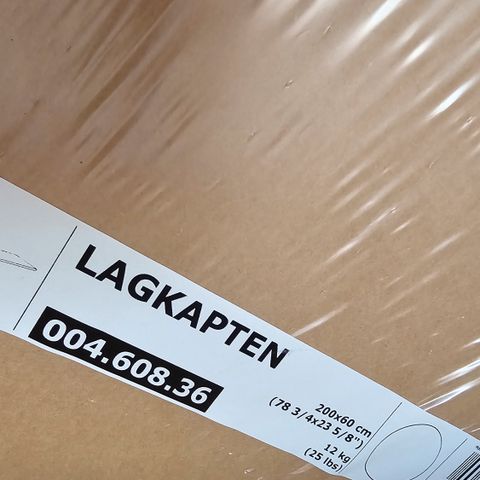 LAGKAPTEN
004.608.36
200x60 cm
(78 3/4x23 5/8")
12 kg
(25 lbs)